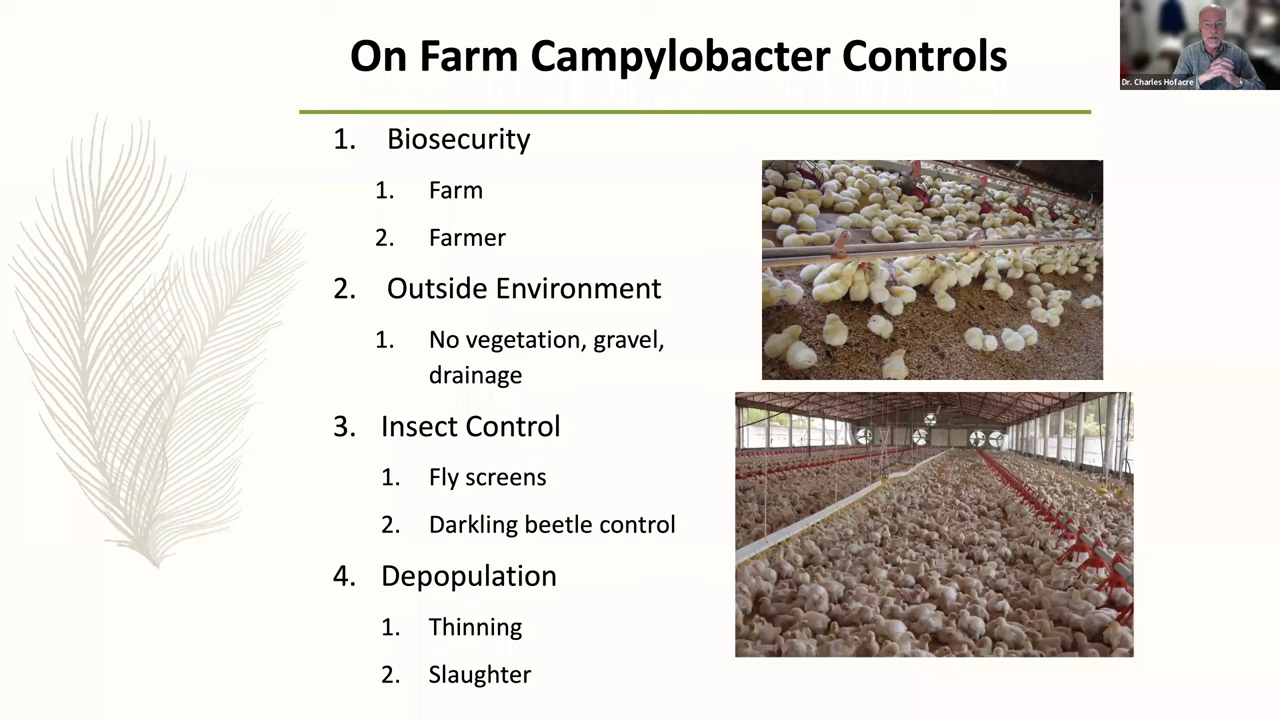 On Farm Campylobacter Controls
Dr. Charles Hofacre
1. Biosecurity
1. Farm
2. Farmer
2. Outside Environment
1. No vegetation, gravel,
drainage
3. Insect Control
1. Fly screens
2. Darkling beetle control
4. Depopulation
1. Thinning
2. Slaughter